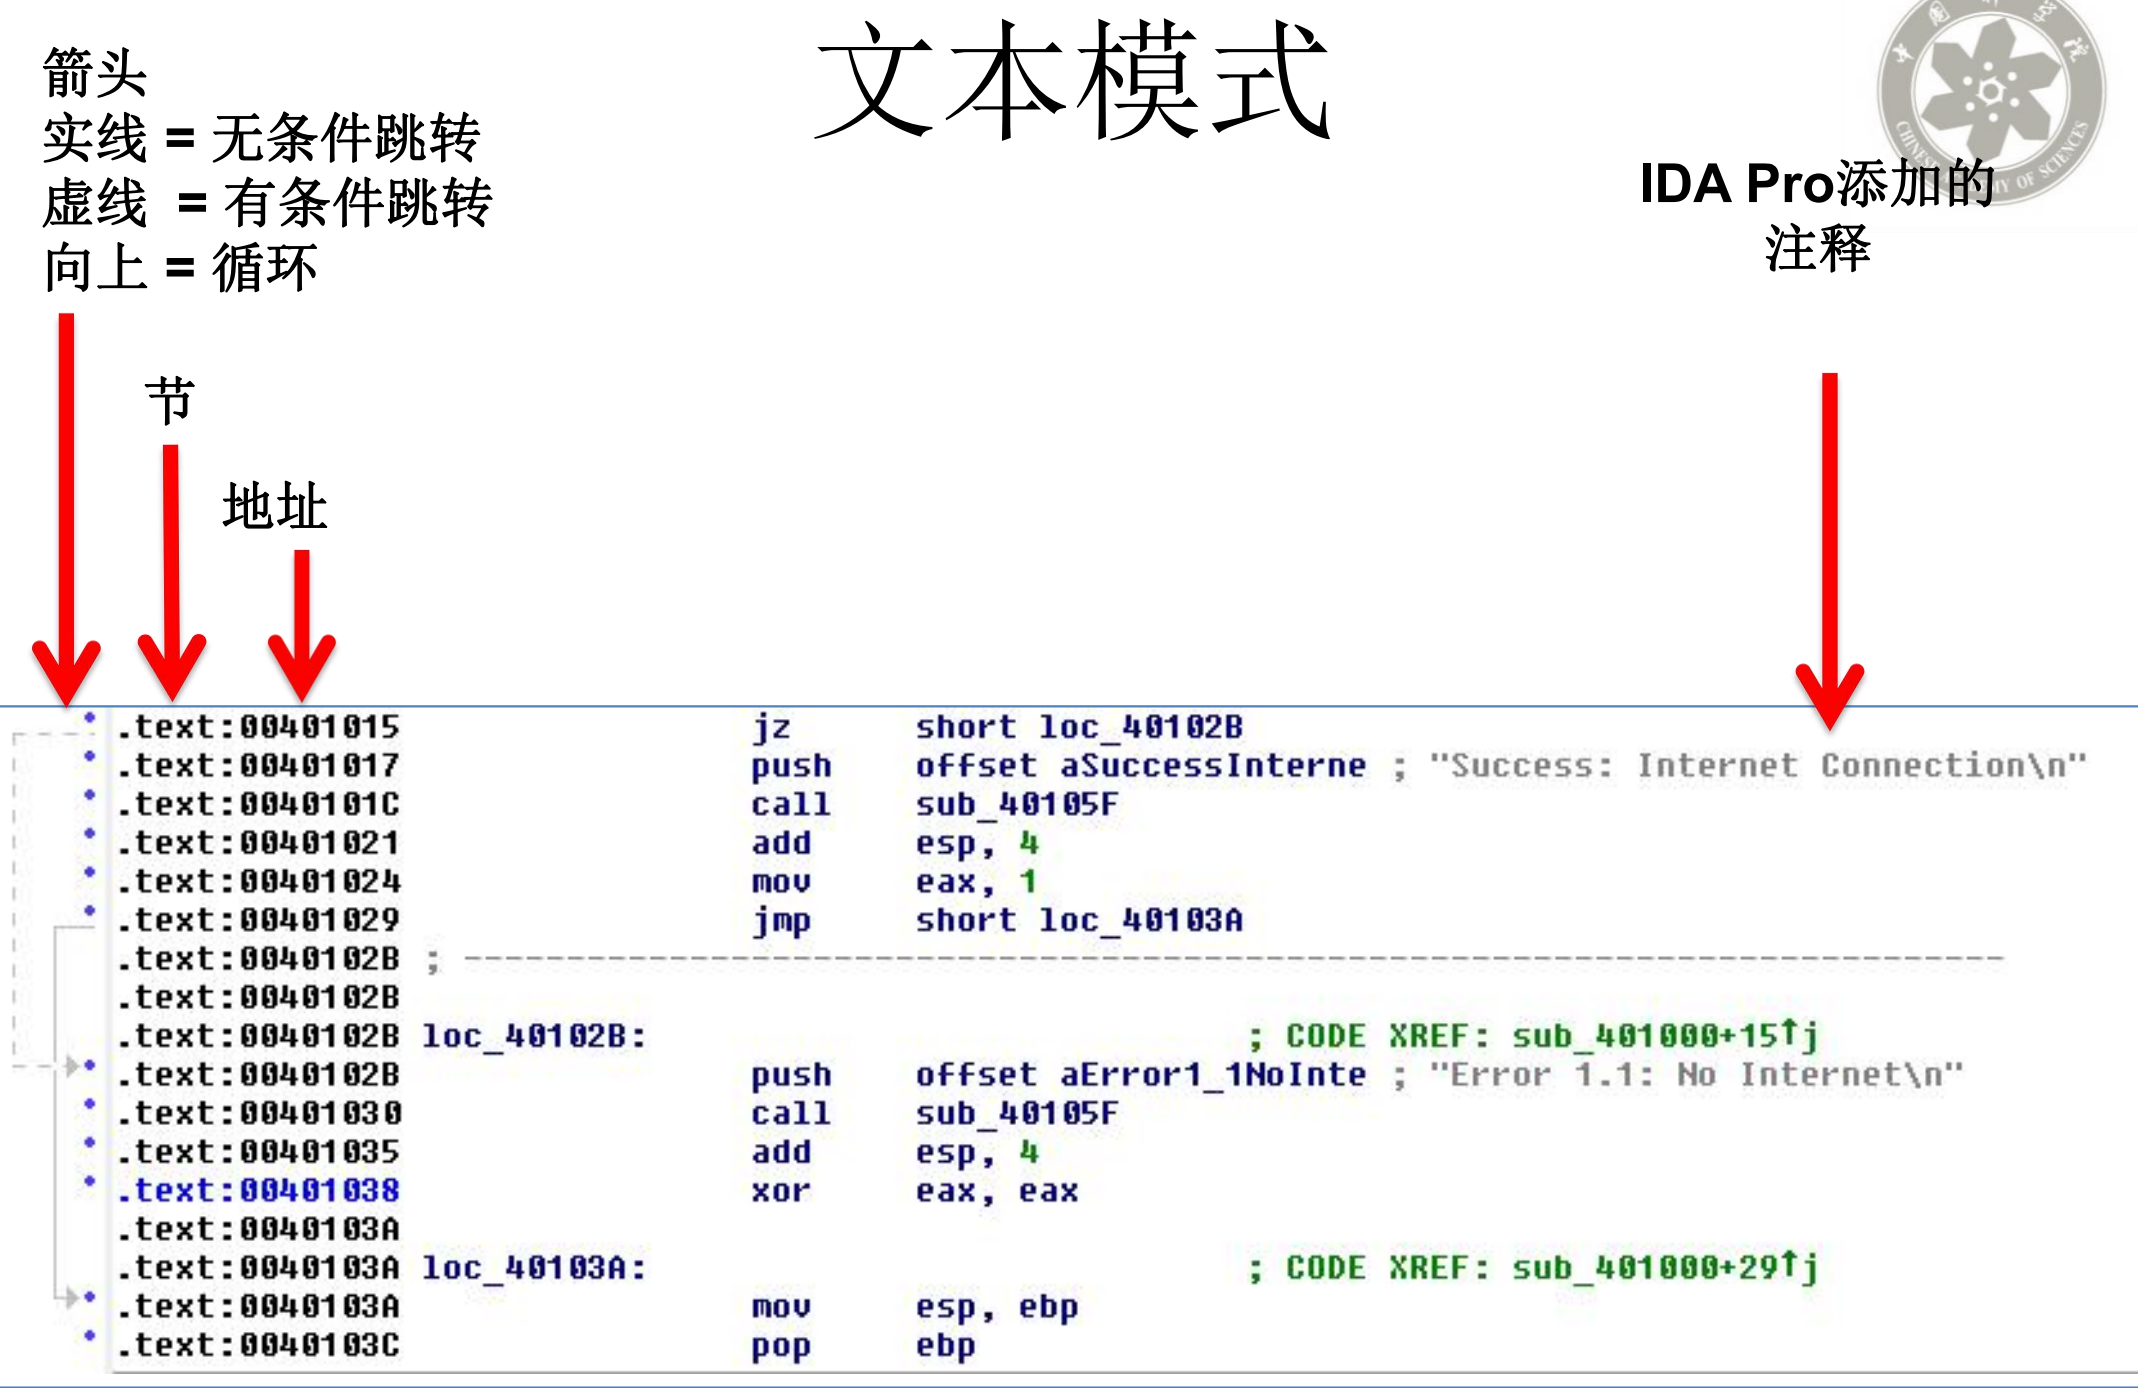 文本模式
箭头
实线 = 无条件跳转
虚线 = 有条件跳转
向上 = 循环
节
地址
IDA Pro添加的
注释
.text:00401015 jz short loc_40102B
.text:00401017 push offset aSuccessInterne ; "Success: Internet Connection\n"
.text:0040101C call sub_40105F
.text:00401021 add esp, 4
.text:00401024 mov eax, 1
.text:00401029 jmp short loc_40103A
.text:0040102B ; ---------------------------------------------------------------------------
.text:0040102B
.text:0040102B loc_40102B: ; CODE XREF: sub_401000+15↑j
.text:0040102B push offset aError1_1NoInte ; "Error 1.1: No Internet\n"
.text:00401030 call sub_40105F
.text:00401035 add esp, 4
.text:00401038 xor eax, eax
.text:0040103A
.text:0040103A loc_40103A: ; CODE XREF: sub_401000+29↑j
.text:0040103A mov esp, ebp
.text:0040103C pop ebp